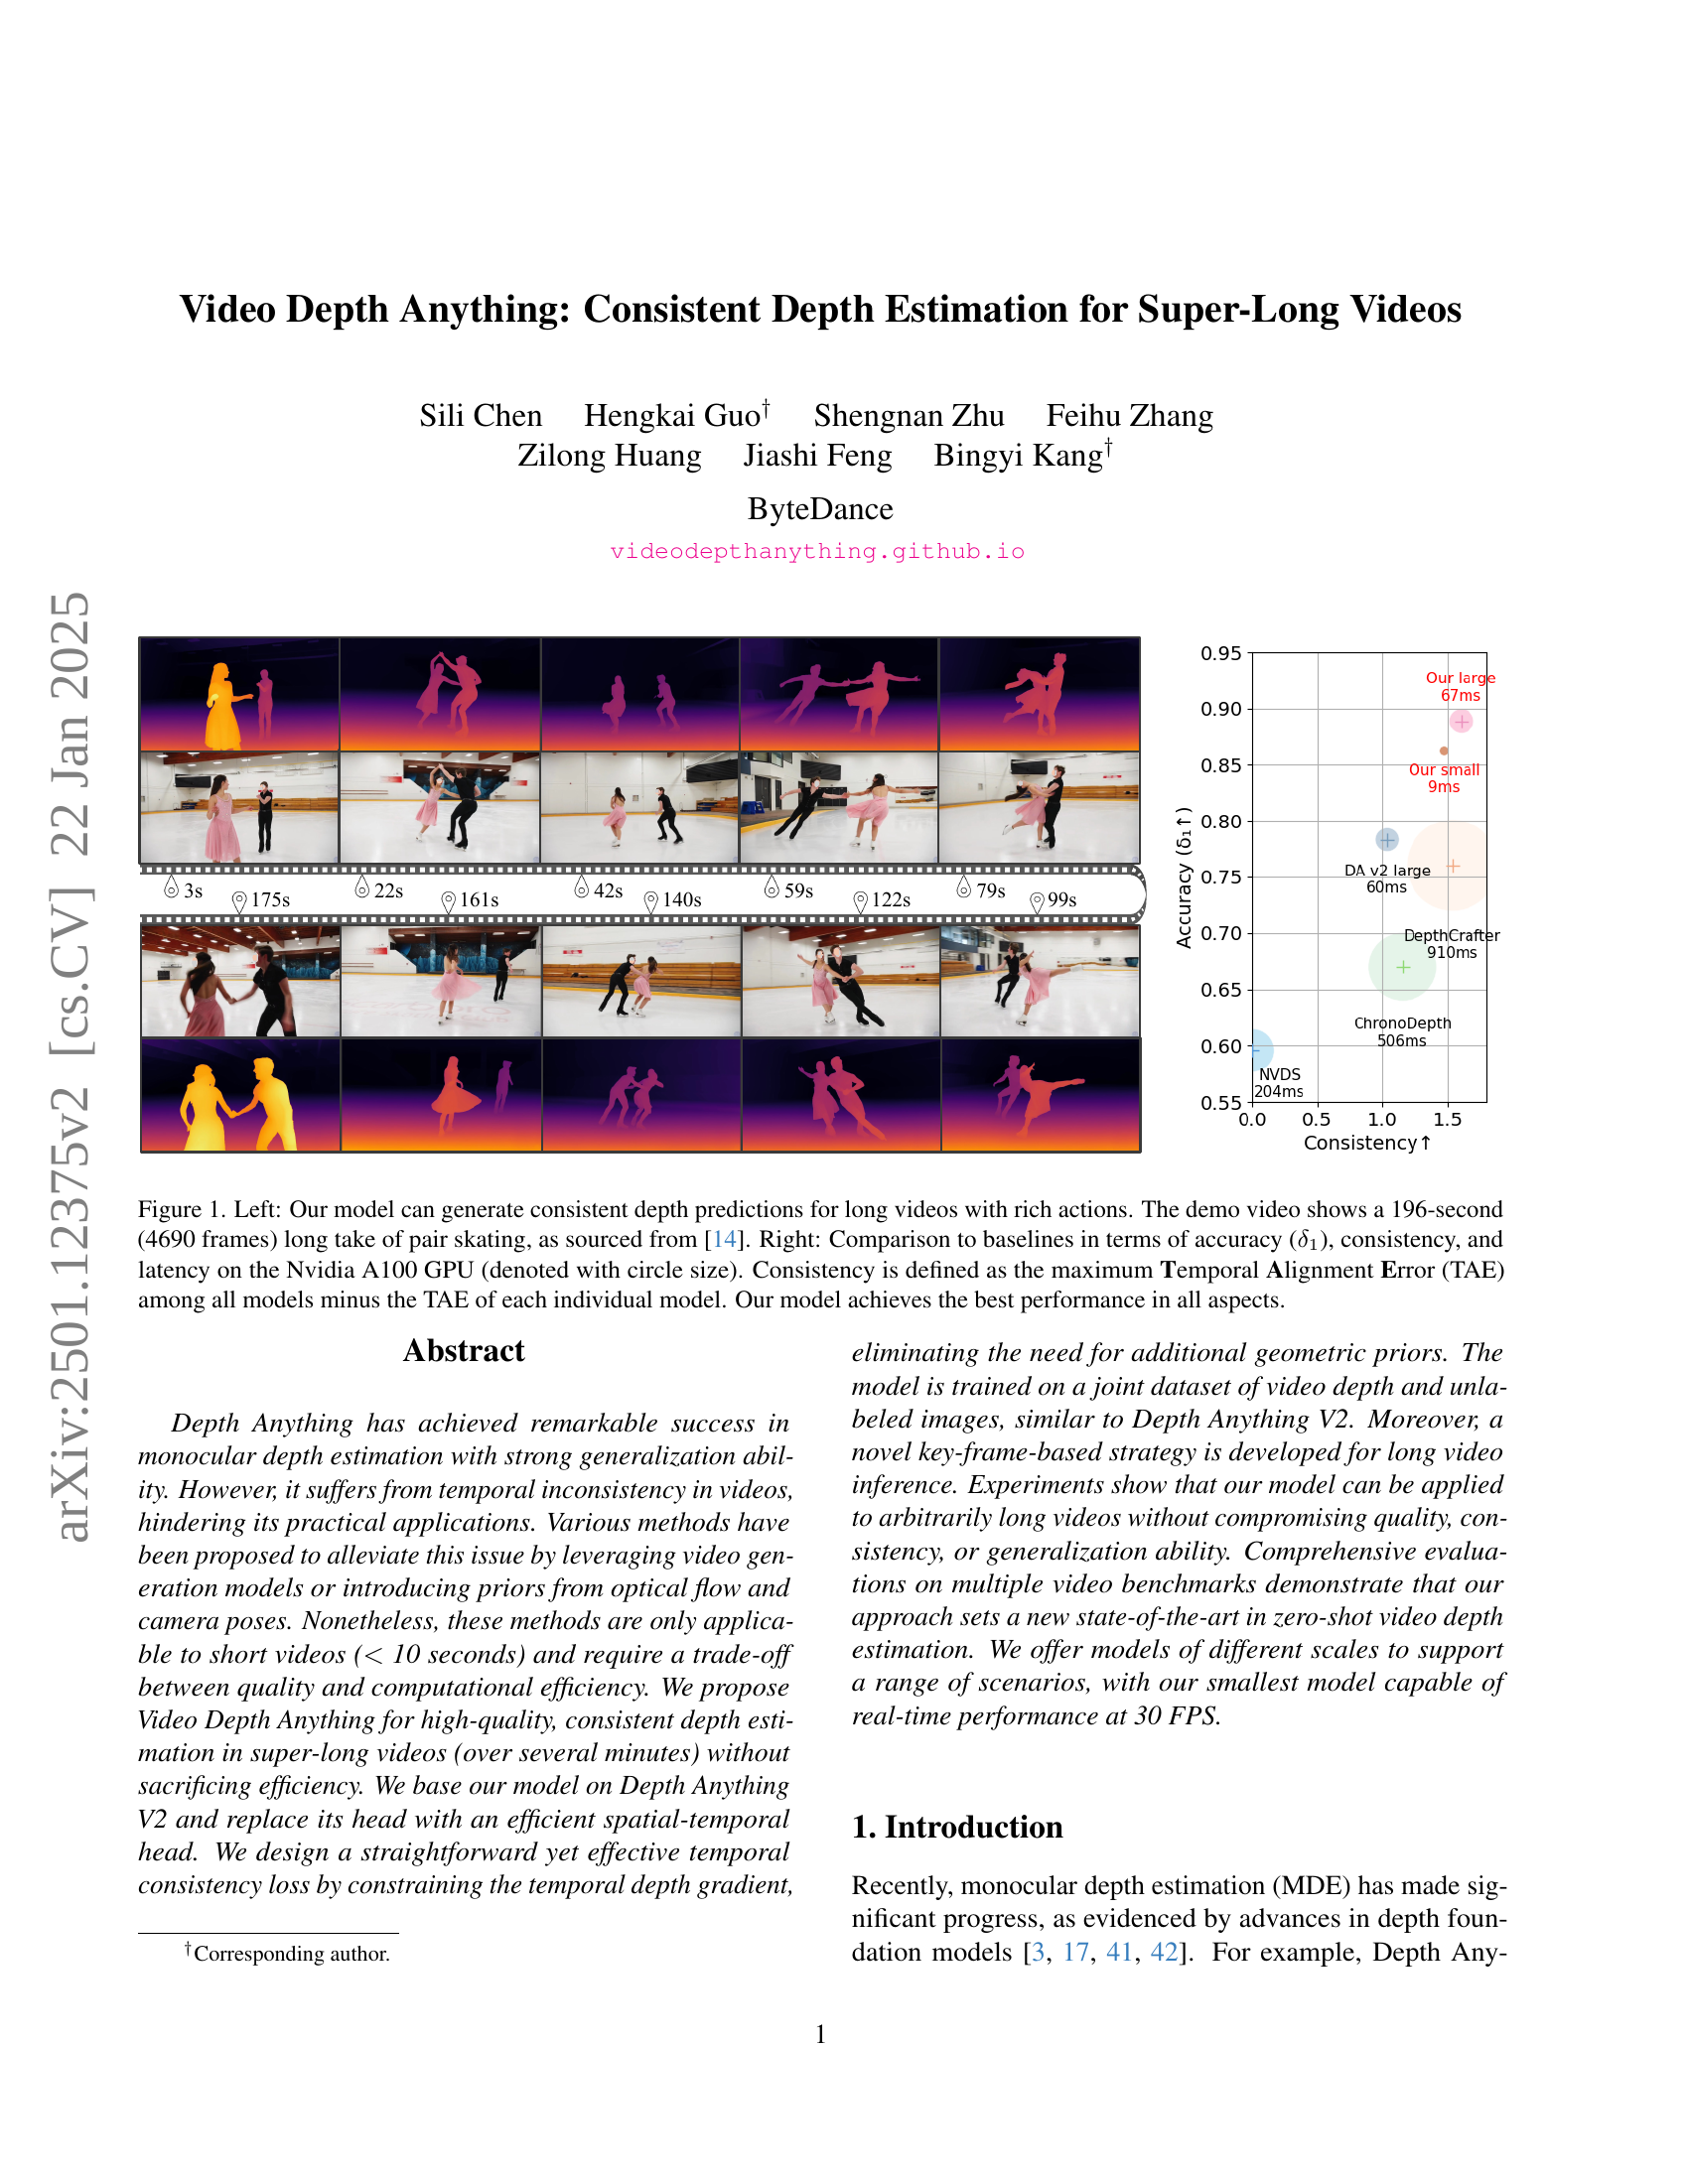 arXiv:2501.12375v2 [cs.CV] 22 Jan 2025
Video Depth Anything: Consistent Depth Estimation for Super-Long Videos
Sili Chen Hengkai Guo† Shengnan Zhu Feihu Zhang
Zilong Huang Jiashi Feng Bingyi Kang†
ByteDance
videodepthanything.github.io
3s 22s 42s 59s 79s
175s 161s 140s 122s 99s
0.95
0.90
0.85
0.80
0.75
0.70
0.65
0.60
0.55
Accuracy (δ₁↑)
Our large
67ms
Our small
9ms
DA v2 large
60ms
DepthCrafter
910ms
ChronoDepth
506ms
NVDS
204ms
0.0 0.5 1.0 1.5
Consistency↑
Figure 1. Left: Our model can generate consistent depth predictions for long videos with rich actions. The demo video shows a 196-second
(4690 frames) long take of pair skating, as sourced from [14]. Right: Comparison to baselines in terms of accuracy (δ₁), consistency, and
latency on the Nvidia A100 GPU (denoted with circle size). Consistency is defined as the maximum Temporal Alignment Error (TAE)
among all models minus the TAE of each individual model. Our model achieves the best performance in all aspects.
Abstract
Depth Anything has achieved remarkable success in
monocular depth estimation with strong generalization abil-
ity. However, it suffers from temporal inconsistency in videos,
hindering its practical applications. Various methods have
been proposed to alleviate this issue by leveraging video gen-
eration models or introducing priors from optical flow and
camera poses. Nonetheless, these methods are only applica-
ble to short videos (< 10 seconds) and require a trade-off
between quality and computational efficiency. We propose
Video Depth Anything for high-quality, consistent depth esti-
mation in super-long videos (over several minutes) without
sacrificing efficiency. We base our model on Depth Anything
V2 and replace its head with an efficient spatial-temporal
head. We design a straightforward yet effective temporal
consistency loss by constraining the temporal depth gradient,
†Corresponding author.
eliminating the need for additional geometric priors. The
model is trained on a joint dataset of video depth and unla-
beled images, similar to Depth Anything V2. Moreover, a
novel key-frame-based strategy is developed for long video
inference. Experiments show that our model can be applied
to arbitrarily long videos without compromising quality, con-
sistency, or generalization ability. Comprehensive evalua-
tions on multiple video benchmarks demonstrate that our
approach sets a new state-of-the-art in zero-shot video depth
estimation. We offer models of different scales to support
a range of scenarios, with our smallest model capable of
real-time performance at 30 FPS.
1. Introduction
Recently, monocular depth estimation (MDE) has made sig-
nificant progress, as evidenced by advances in depth foun-
dation models [3, 17, 41, 42]. For example, Depth Any-
1